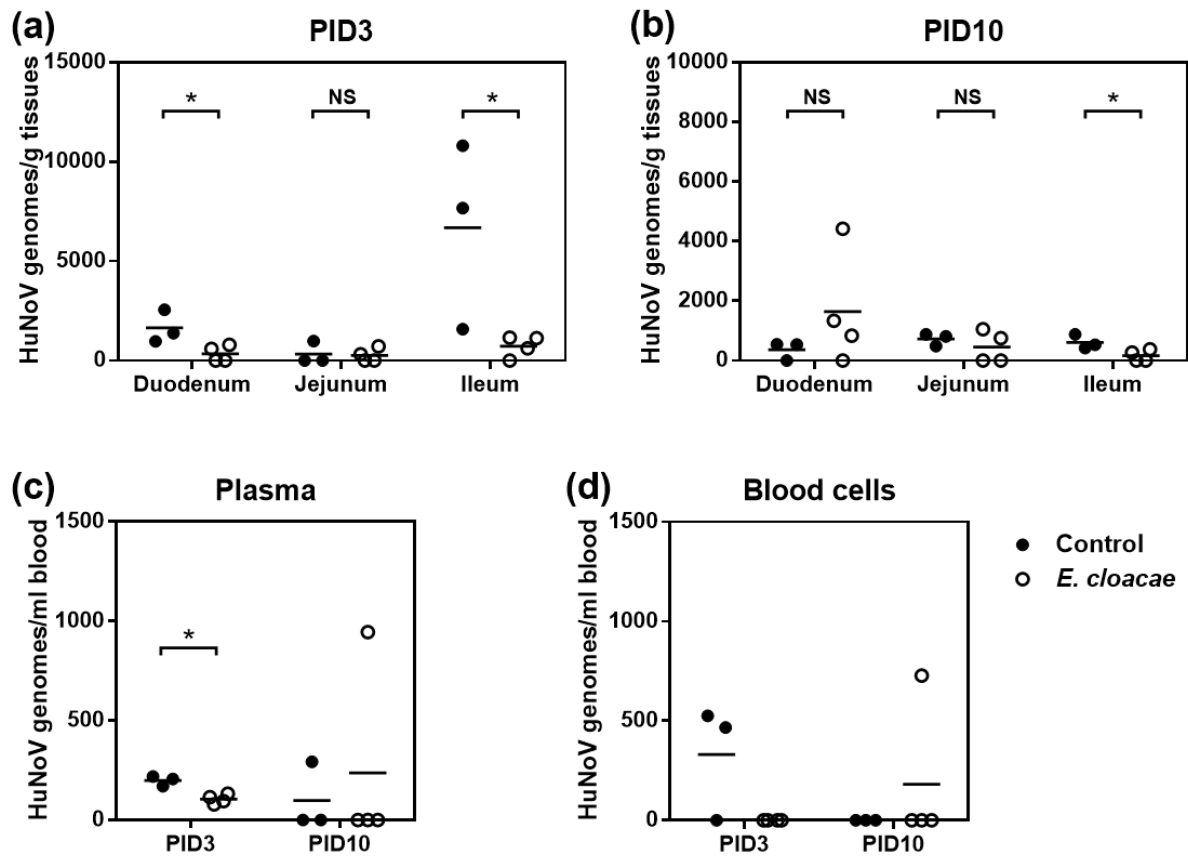 (a)
PID3
HuNoV genomes/g tissues
15000
10000
5000
0
*
NS
*
Duodenum
Jejunum
Ileum
(b)
PID10
HuNoV genomes/g tissues
10000
8000
6000
4000
2000
0
NS
NS
*
Duodenum
Jejunum
Ileum
(c)
Plasma
HuNoV genomes/ml blood
1500
1000
500
0
*
PID3
PID10
(d)
Blood cells
HuNoV genomes/ml blood
1500
1000
500
0
PID3
PID10
Control
E. cloacae